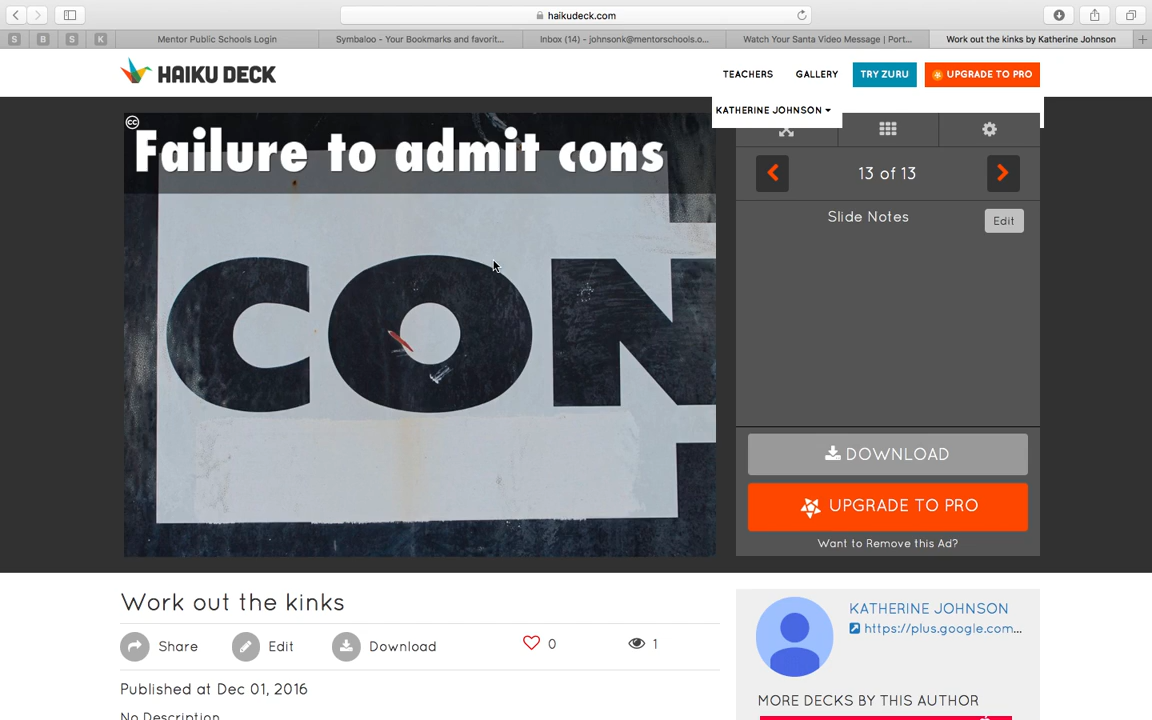 haikudeck.com
S
B
S
K
Mentor Public Schools Login
Symbaloo - Your Bookmarks and favorit...
Inbox (14) - johnsonk@mentorschools.o...
Watch Your Santa Video Message | Port...
Work out the kinks by Katherine Johnson
HAIKU DECK
TEACHERS
GALLERY
TRY ZURU
UPGRADE TO PRO
KATHERINE JOHNSON
cc
Failure to admit cons
CON
13 of 13
Slide Notes
Edit
DOWNLOAD
UPGRADE TO PRO
Want to Remove this Ad?
Work out the kinks
Share
Edit
Download
0
1
Published at Dec 01, 2016
No Description
KATHERINE JOHNSON
https://plus.google.com...
MORE DECKS BY THIS AUTHOR